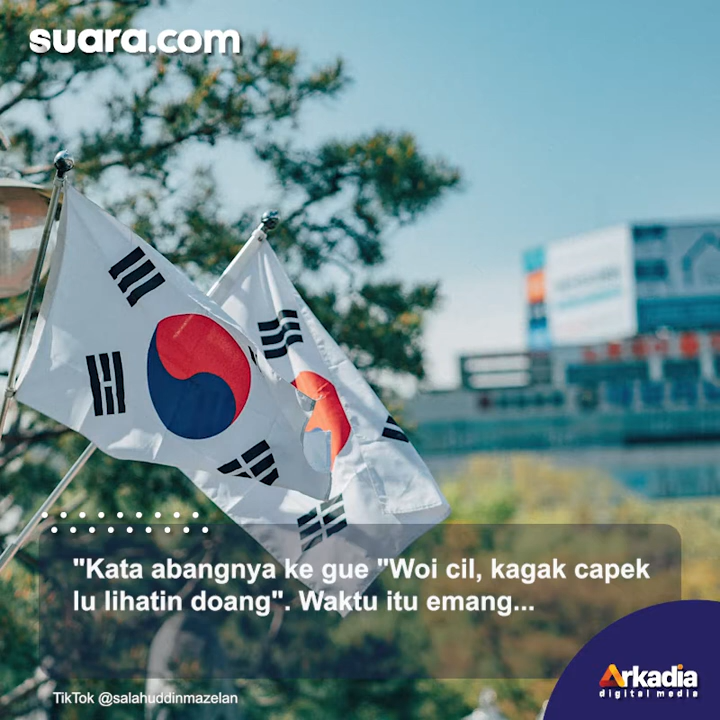 suara.com
"Kata abangnya ke gue "Woi cil, kagak capek
lu lihatin doang". Waktu itu emang...
TikTok @salahuddinmazelan
Arkadia
digital media